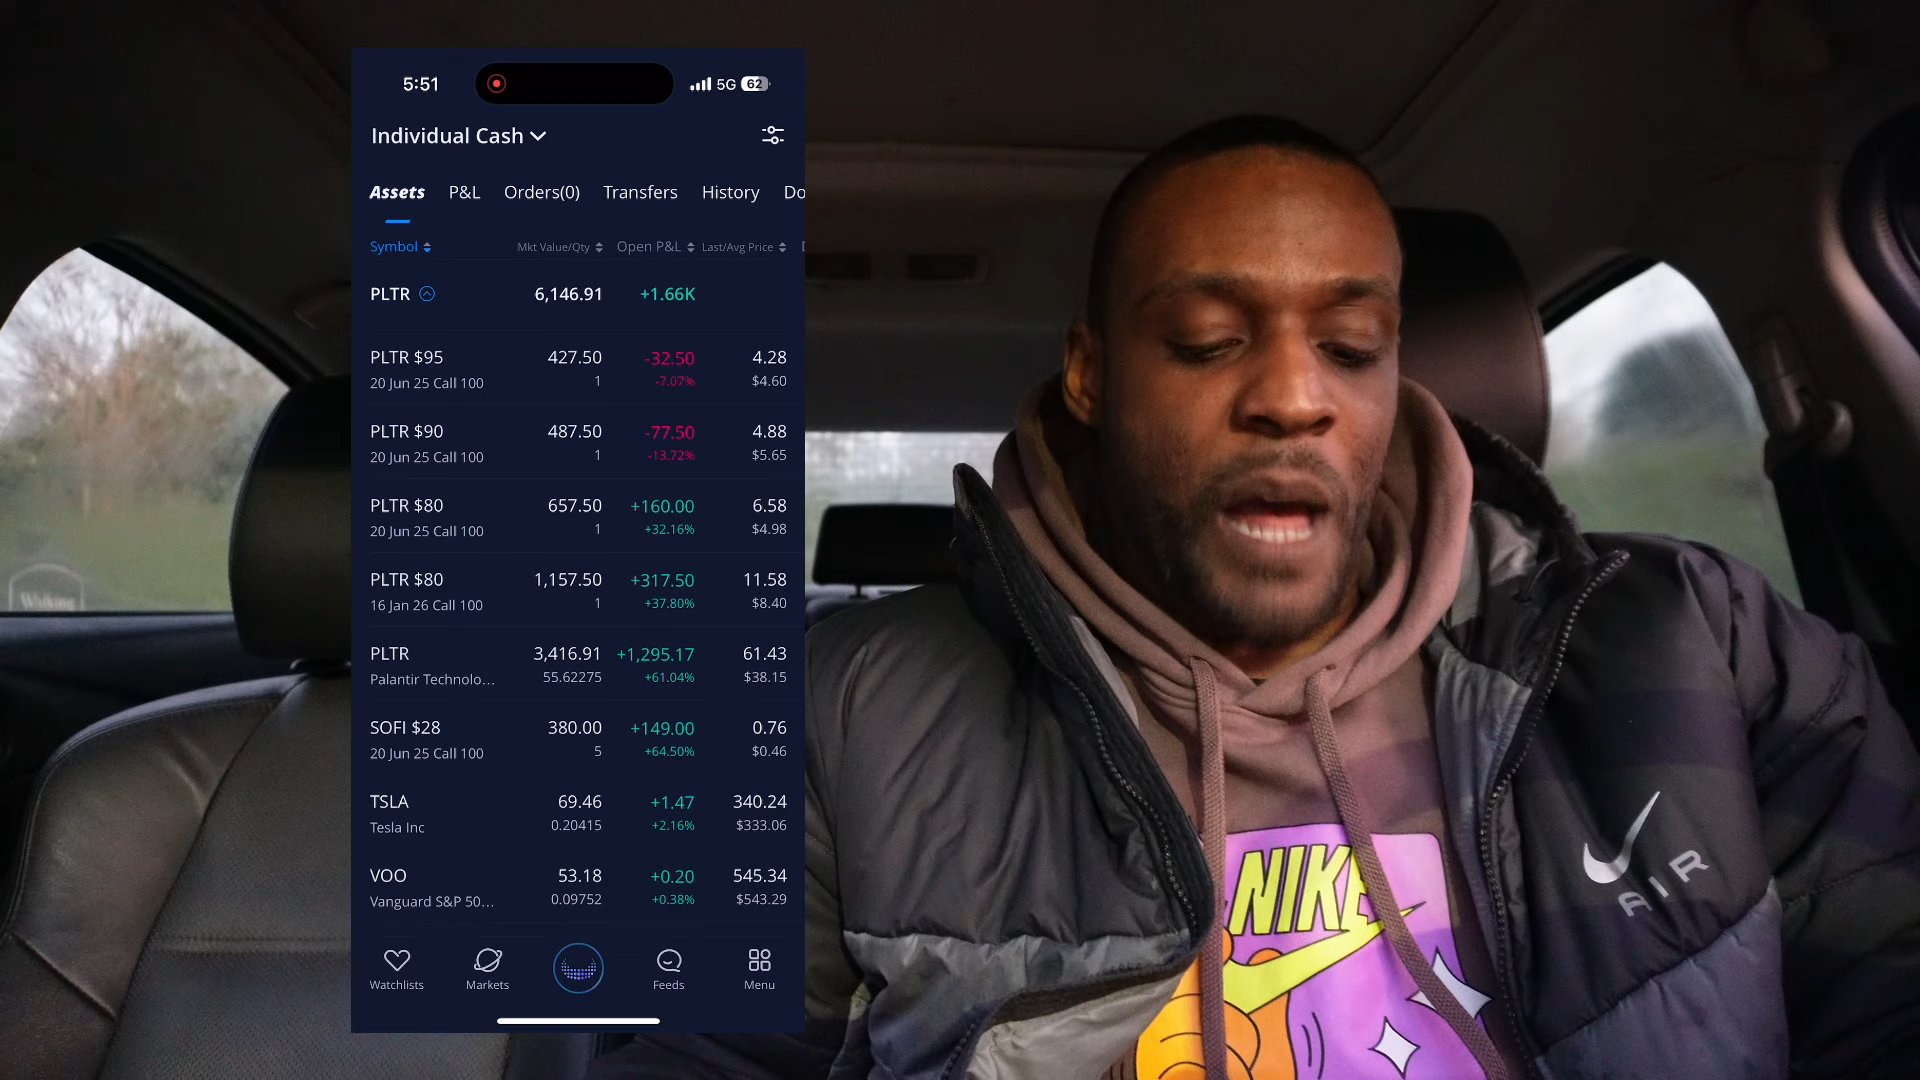 5:51 5G 62
Individual Cash
Assets P&L Orders(0) Transfers History Do
Symbol Mkt Value/Qty Open P&L Last/Avg Price
PLTR 6,146.91 +1.66K
PLTR $95 427.50 -32.50 4.28
20 Jun 25 Call 100 1 -7.07% $4.60
PLTR $90 487.50 -77.50 4.88
20 Jun 25 Call 100 1 -13.72% $5.65
PLTR $80 657.50 +160.00 6.58
20 Jun 25 Call 100 1 +32.16% $4.98
PLTR $80 1,157.50 +317.50 11.58
16 Jan 26 Call 100 1 +37.80% $8.40
PLTR 3,416.91 +1,295.17 61.43
Palantir Technolo... 55.62275 +61.04% $38.15
SOFI $28 380.00 +149.00 0.76
20 Jun 25 Call 100 5 +64.50% $0.46
TSLA 69.46 +1.47 340.24
Tesla Inc 0.20415 +2.16% $333.06
VOO 53.18 +0.20 545.34
Vanguard S&P 50... 0.09752 +0.38% $543.29
Watchlists Markets Feeds Menu
Walking
NIKE
AIR